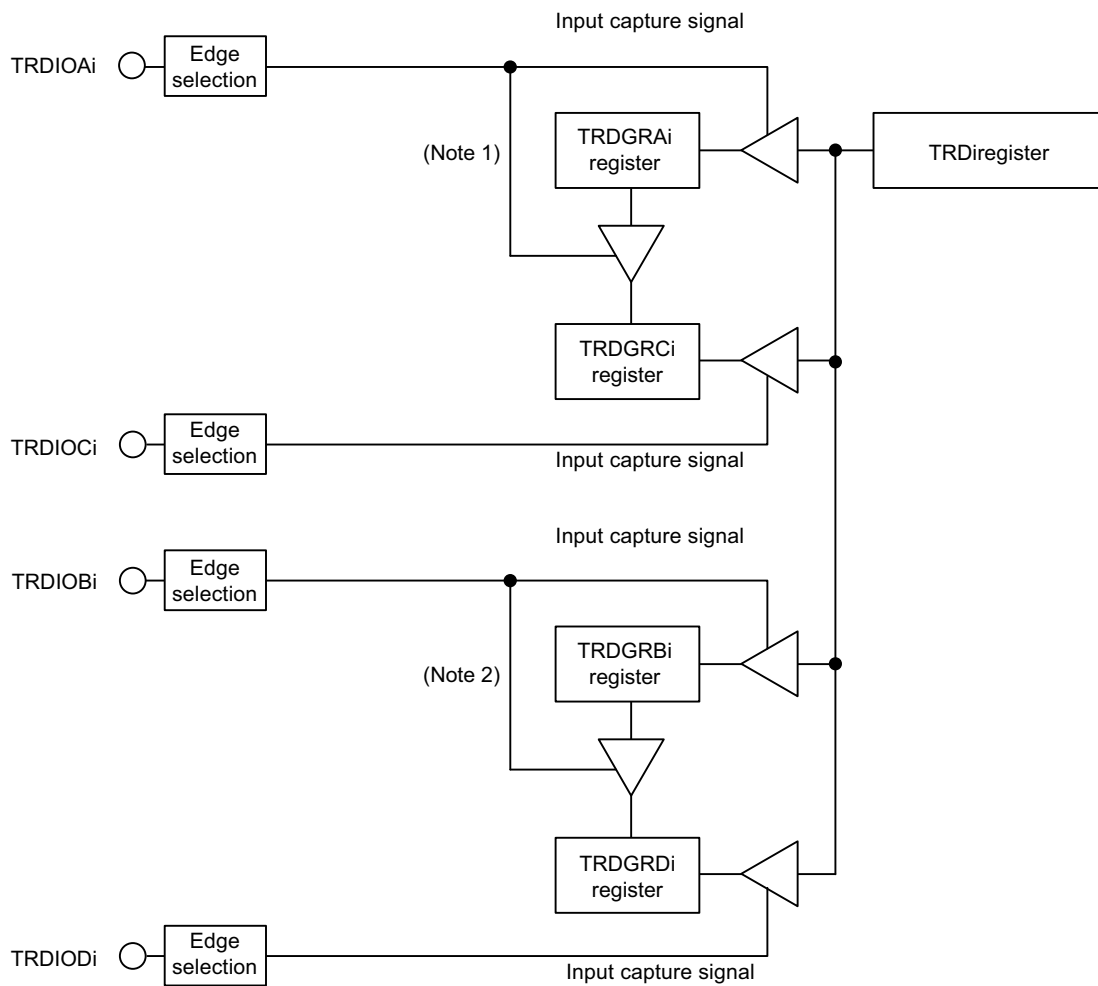 Input capture signal
TRDIOAi
Edge
selection
(Note 1)
TRDGRAi
register
TRDiregister
TRDGRCi
register
TRDIOCi
Edge
selection
Input capture signal
Input capture signal
TRDIOBi
Edge
selection
(Note 2)
TRDGRBi
register
TRDGRDi
register
TRDIODi
Edge
selection
Input capture signal